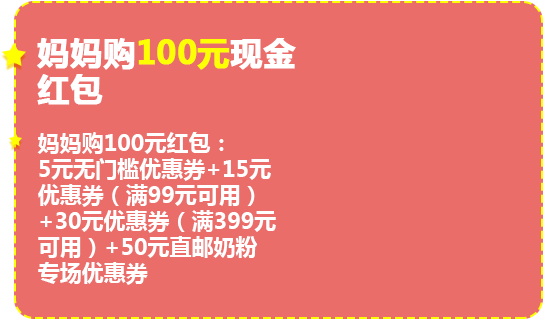 妈妈购100元现金
红包
妈妈购100元红包：
5元无门槛优惠券+15元
优惠券（满99元可用）
+30元优惠券（满399元
可用）+50元直邮奶粉
专场优惠券